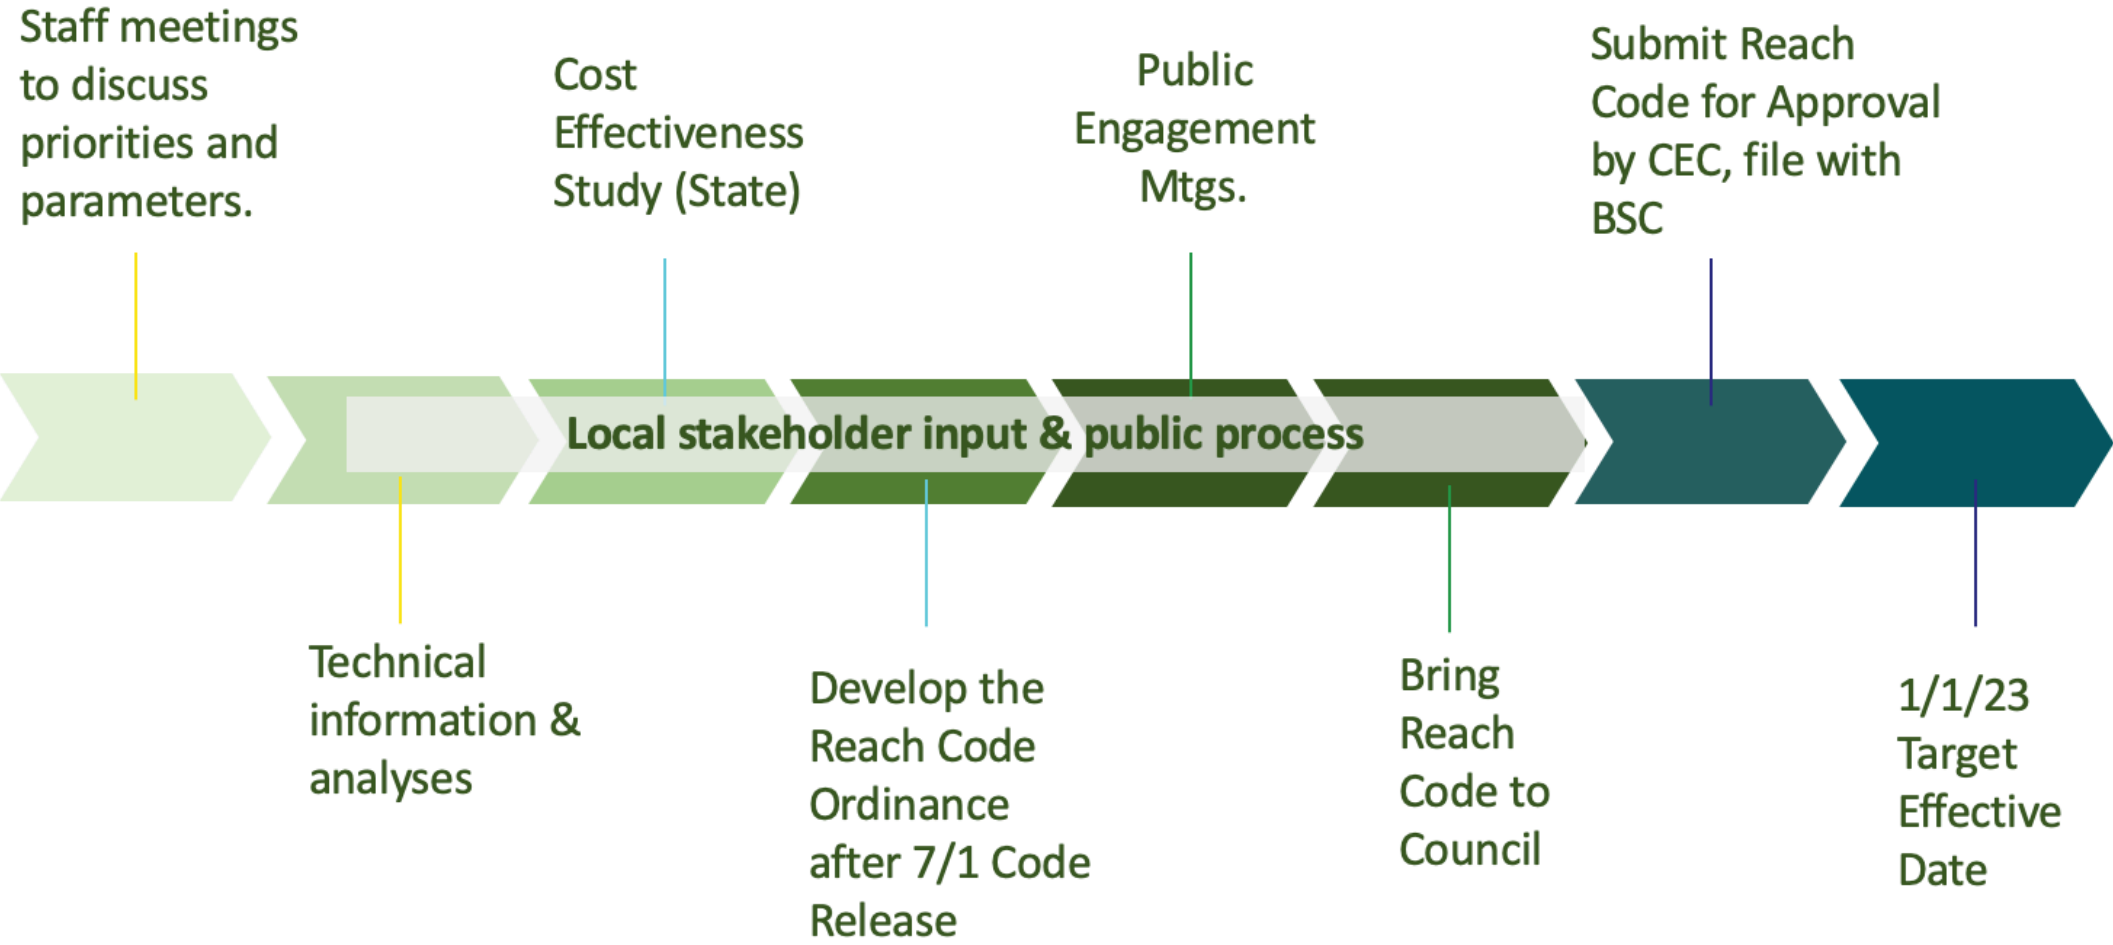 Staff meetings
to discuss
priorities and
parameters.
Cost
Effectiveness
Study (State)
Public
Engagement
Mtgs.
Submit Reach
Code for Approval
by CEC, file with
BSC
Local stakeholder input & public process
Technical
information &
analyses
Develop the
Reach Code
Ordinance
after 7/1 Code
Release
Bring
Reach
Code to
Council
1/1/23
Target
Effective
Date